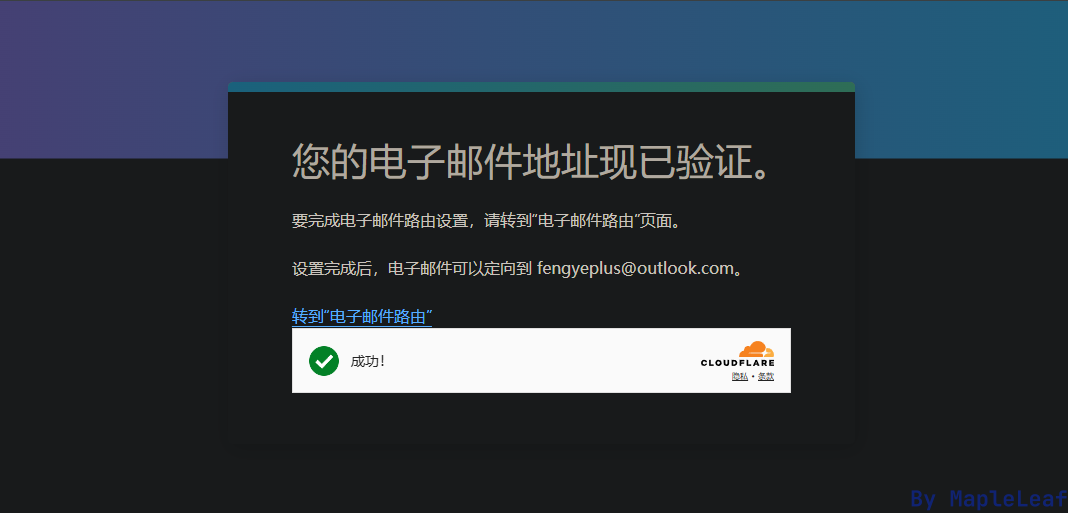 您的电子邮件地址现已验证。
要完成电子邮件路由设置，请转到“电子邮件路由”页面。
设置完成后，电子邮件可以定向到 fengyeplus@outlook.com。
转到“电子邮件路由”
成功！
CLOUDFLARE
隐私 • 条款
By MapleLeaf